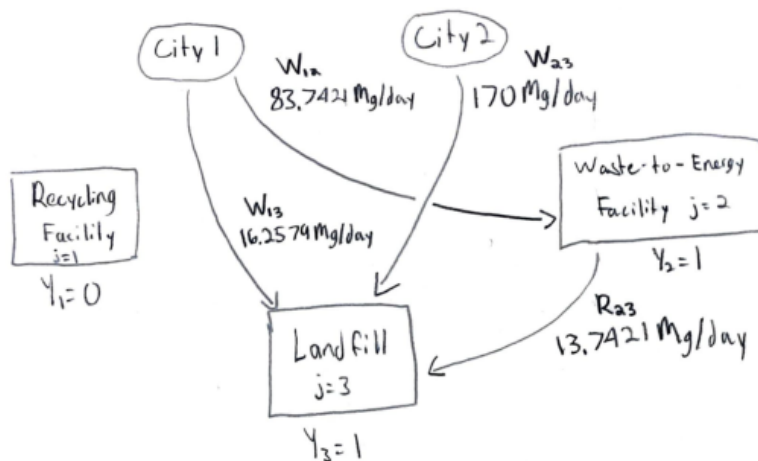 City 1
City 2
W12
83.7421 Mg/day
W23
170 Mg/day
Recycling
Facility
j=1
Y1=0
W13
16.2579 Mg/day
Waste-to-Energy
Facility j=2
Y2=1
R23
13.7421 Mg/day
Landfill
j=3
Y3=1